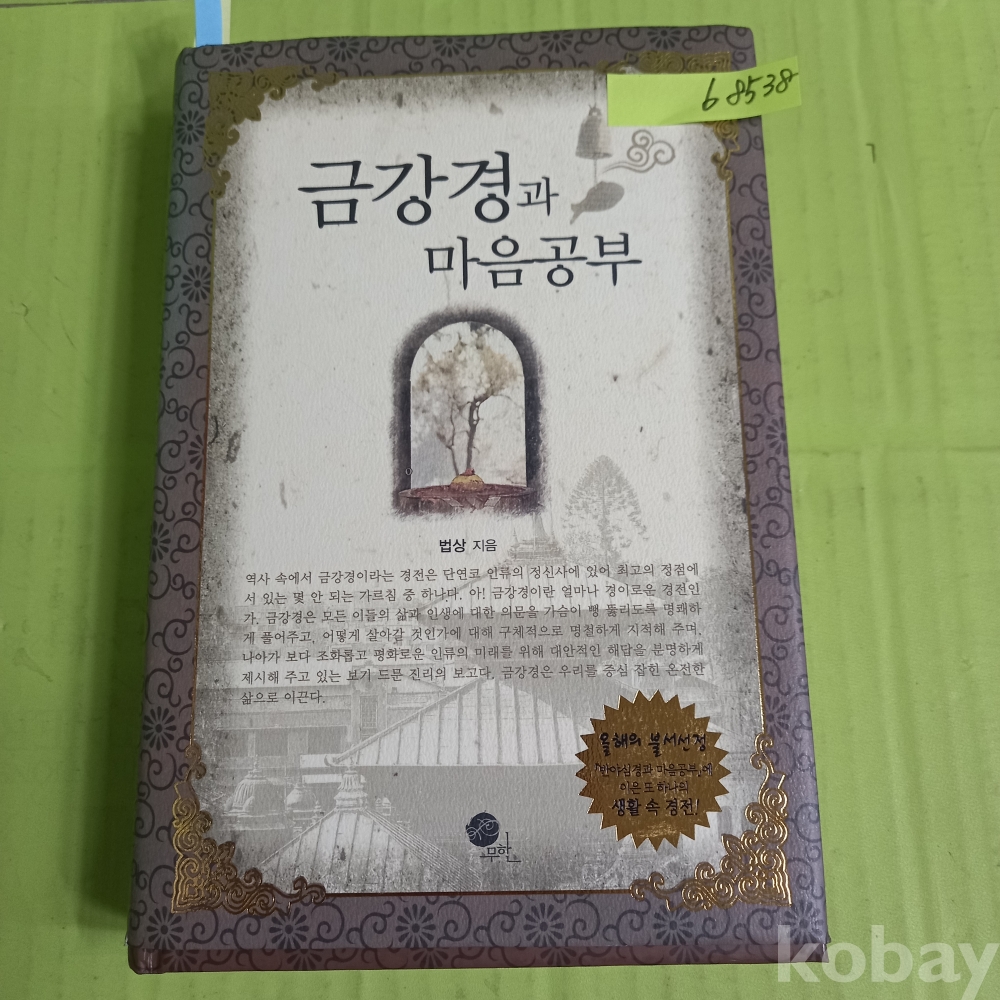 b 8538
금강경과
마음공부
법상 지음
역사 속에서 금강경이라는 경전은 단연코 인류의 정신사에 있어 최고의 정점에
서 있는 몇 안 되는 가르침 중 하나다. 아! 금강경이란 얼마나 경이로운 경전인
가. 금강경은 모든 이들의 삶과 인생에 대한 의문을 가슴이 뻥 뚫리도록 명쾌하
게 풀어주고, 어떻게 살아갈 것인가에 대해 구체적으로 명철하게 지적해 주며,
나아가 보다 조화롭고 평화로운 인류의 미래를 위해 대안적인 해답을 분명하게
제시해 주고 있는 보기 드문 진리의 보고다. 금강경은 우리를 중심 잡힌 온전한
삶으로 이끈다.
올해의 불서선정
『반야심경과 마음공부』에
이은 또 하나의
생활 속 경전!
무한
kobay